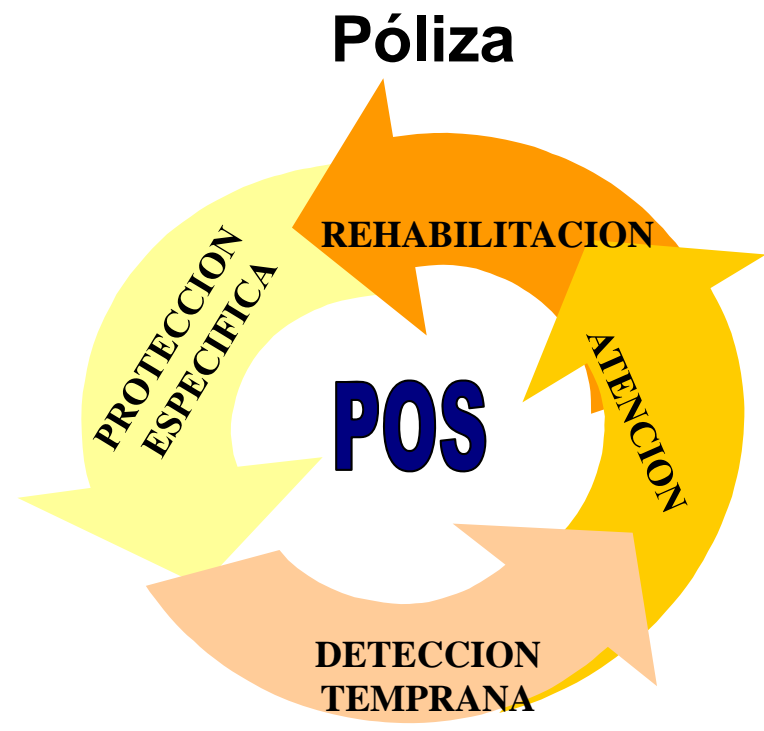 Póliza
REHABILITACION
PROTECCION
ESPECIFICA
ATENCION
POS
DETECCION
TEMPRANA